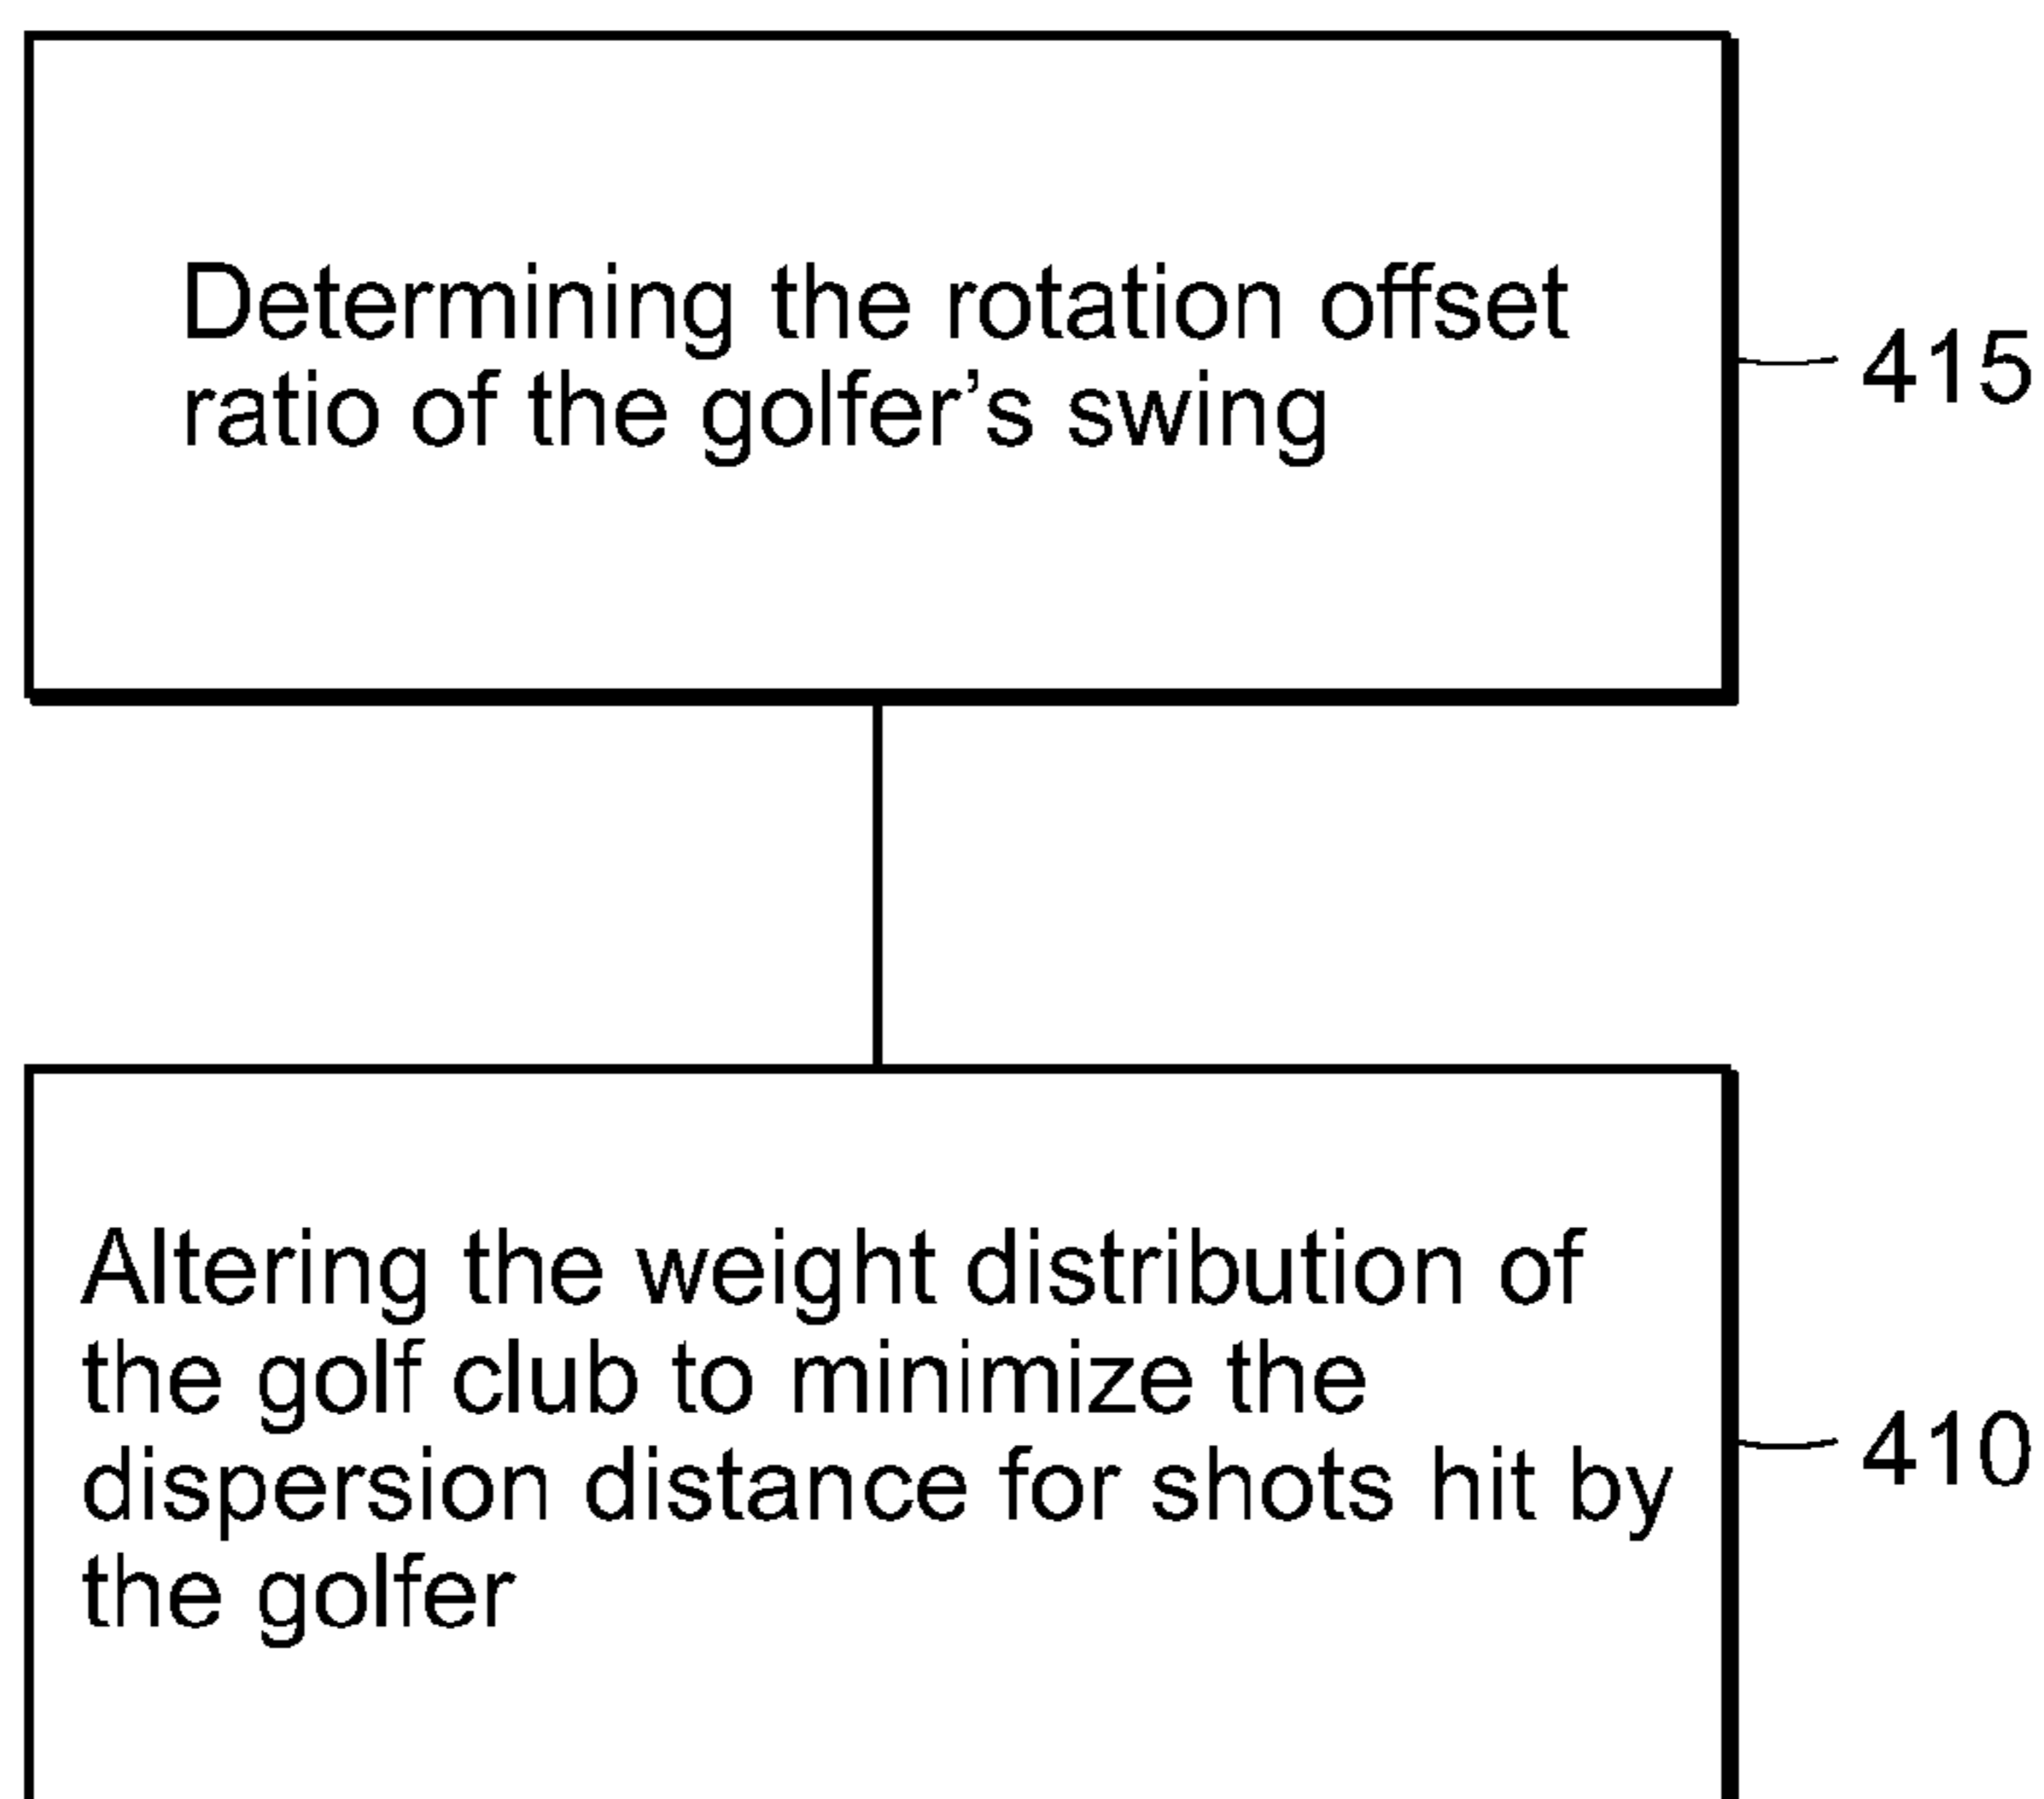 Determining the rotation offset
ratio of the golfer’s swing
415
Altering the weight distribution of
the golf club to minimize the
dispersion distance for shots hit by
the golfer
410